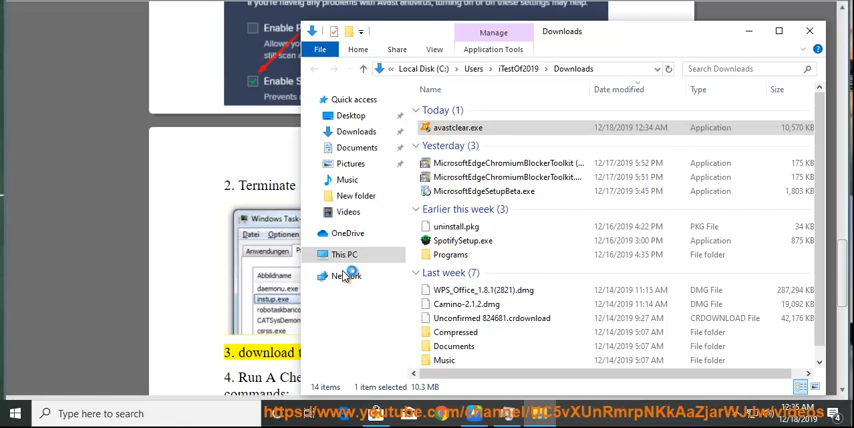 If you're having any problems with Avast antivirus, turning on or off these settings may help.
Enable P
Allows yo
still scan e
Enable S
Prevents
2. Terminate
Windows Task-
Datei Optionen
Anwendungen
Abbildname
daemonu.exe
instup.exe
robotaskbaric
CATSysDemon
csrss.exe
3. download t
4. Run A Che
commands:
Manage
Downloads
File
Home
Share
View
Application Tools
« Local Disk (C:) › Users › iTestOf2019 › Downloads
Search Downloads
Name
Date modified
Type
Size
Quick access
Desktop
Downloads
Documents
Pictures
Music
New folder
Videos
OneDrive
This PC
Network
Today (1)
avastclear.exe 12/18/2019 12:34 AM Application 10,570 KB
Yesterday (3)
MicrosoftEdgeChromiumBlockerToolkit (... 12/17/2019 5:52 PM Application 175 KB
MicrosoftEdgeChromiumBlockerToolkit.... 12/17/2019 5:51 PM Application 175 KB
MicrosoftEdgeSetupBeta.exe 12/17/2019 5:45 PM Application 1,803 KB
Earlier this week (3)
uninstall.pkg 12/16/2019 4:22 PM PKG File 34 KB
SpotifySetup.exe 12/16/2019 3:00 PM Application 875 KB
Programs 12/16/2019 4:35 PM File folder
Last week (7)
WPS_Office_1.8.1(2821).dmg 12/14/2019 11:15 AM DMG File 287,294 KB
Camino-2.1.2.dmg 12/14/2019 11:14 AM DMG File 19,092 KB
Unconfirmed 824681.crdownload 12/14/2019 9:27 AM CRDOWNLOAD File 42,176 KB
Compressed 12/14/2019 5:07 AM File folder
Documents 12/14/2019 5:07 AM File folder
Music 12/14/2019 5:07 AM File folder
14 items 1 item selected 10.3 MB
Type here to search
12:35 AM
12/18/2019
4